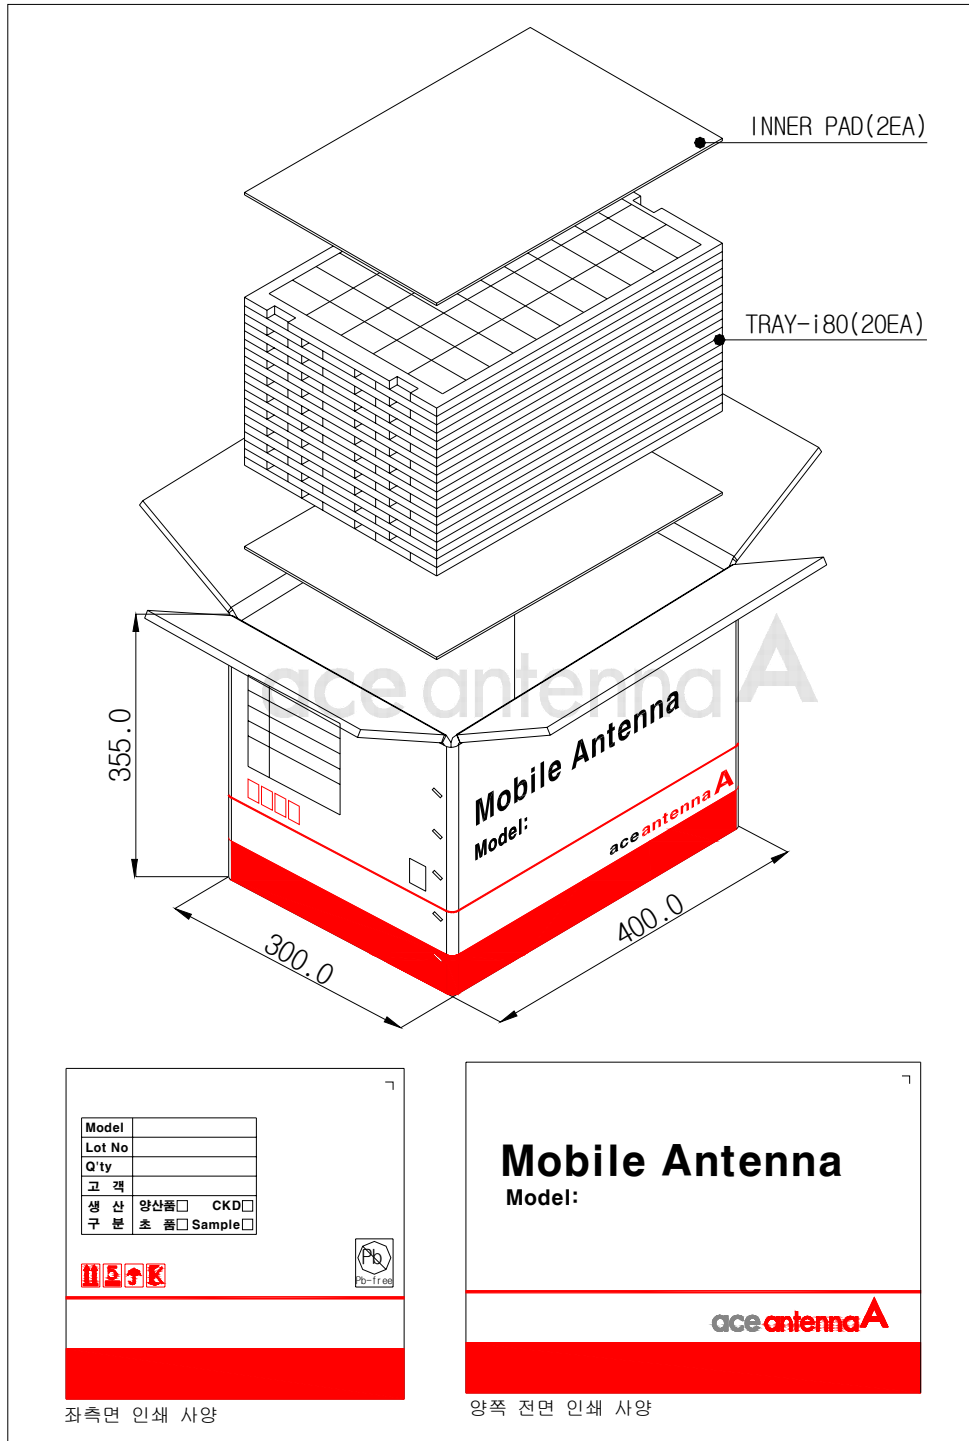 INNER PAD(2EA)
TRAY-i80(20EA)
ace antenna A
355.0
Mobile Antenna
Model:
ace antenna A
300.0
400.0
Model
Lot No
Q'ty
고 객
생 산 양산품□ CKD□
구 분 초 품□ Sample□
Pb
Pb-free
좌측면 인쇄 사양
Mobile Antenna
Model:
ace antenna A
양쪽 전면 인쇄 사양